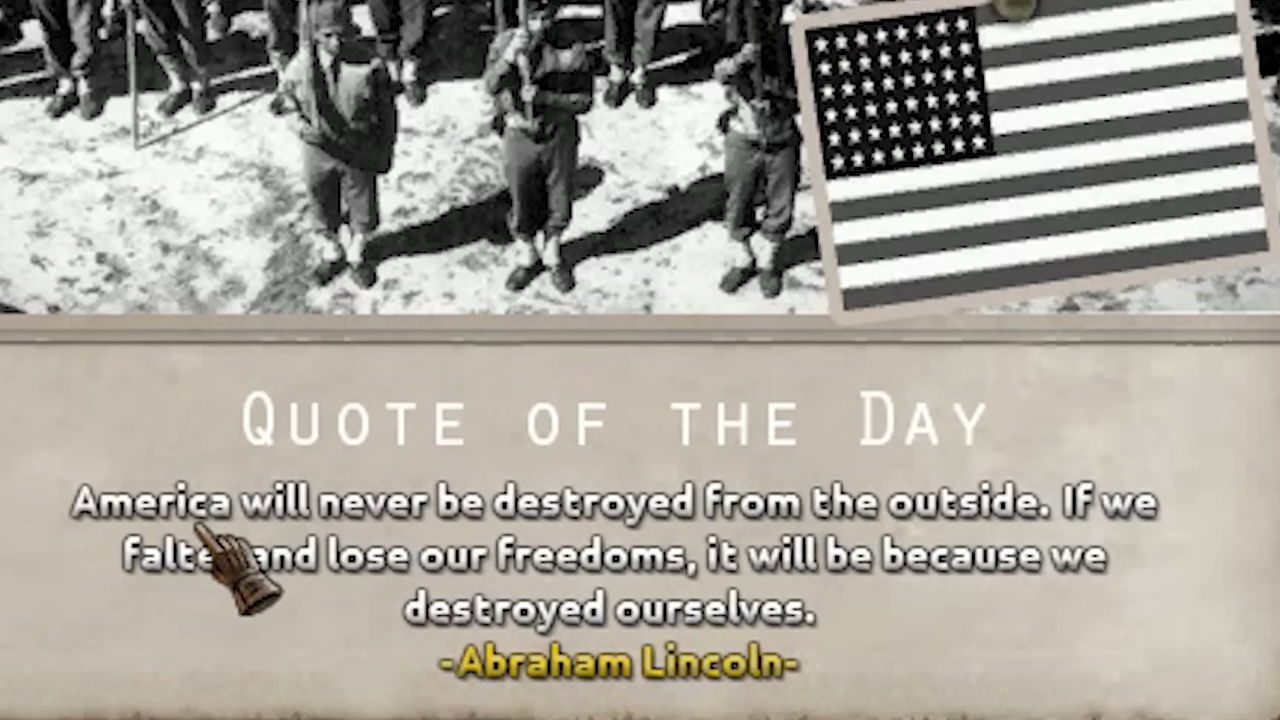 Quote of the Day
America will never be destroyed from the outside. If we
falter and lose our freedoms, it will be because we
destroyed ourselves.
-Abraham Lincoln-